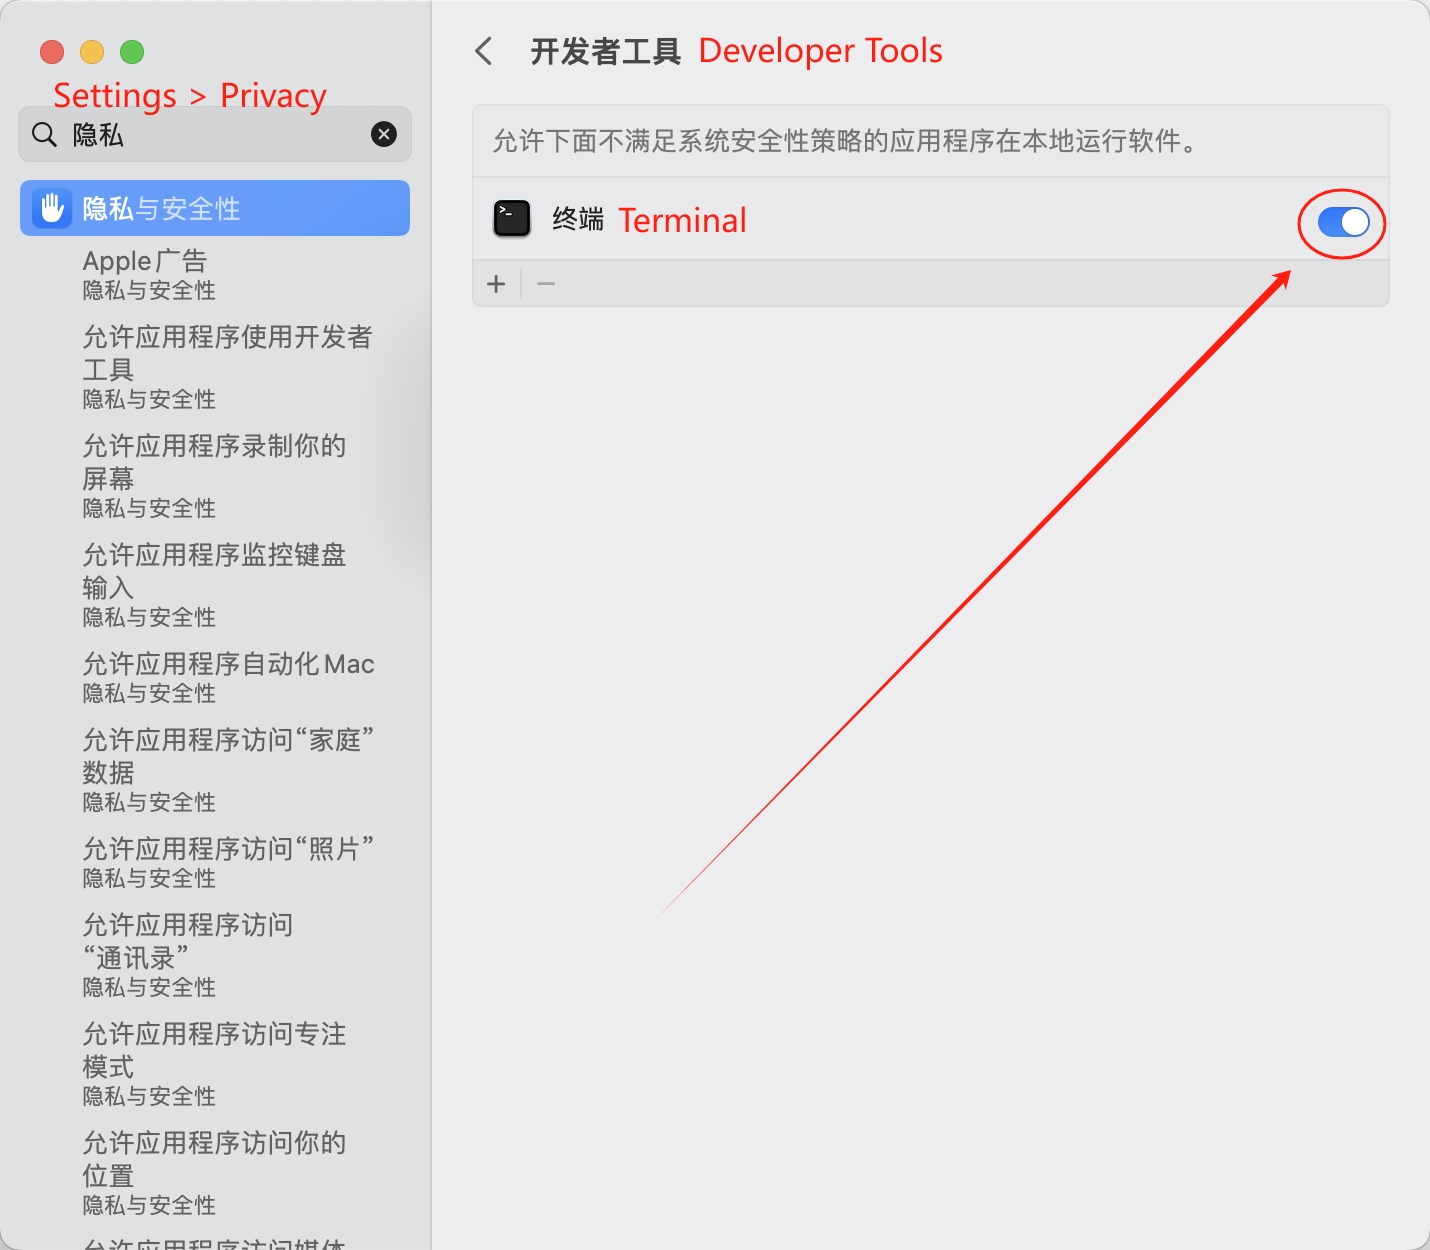 Settings > Privacy
隐私
隐私与安全性
Apple广告
隐私与安全性
允许应用程序使用开发者
工具
隐私与安全性
允许应用程序录制你的
屏幕
隐私与安全性
允许应用程序监控键盘
输入
隐私与安全性
允许应用程序自动化Mac
隐私与安全性
允许应用程序访问“家庭”
数据
隐私与安全性
允许应用程序访问“照片”
隐私与安全性
允许应用程序访问
“通讯录”
隐私与安全性
允许应用程序访问专注
模式
隐私与安全性
允许应用程序访问你的
位置
隐私与安全性
允许应用程序访问媒体
开发者工具 Developer Tools
允许下面不满足系统安全性策略的应用程序在本地运行软件。
终端 Terminal